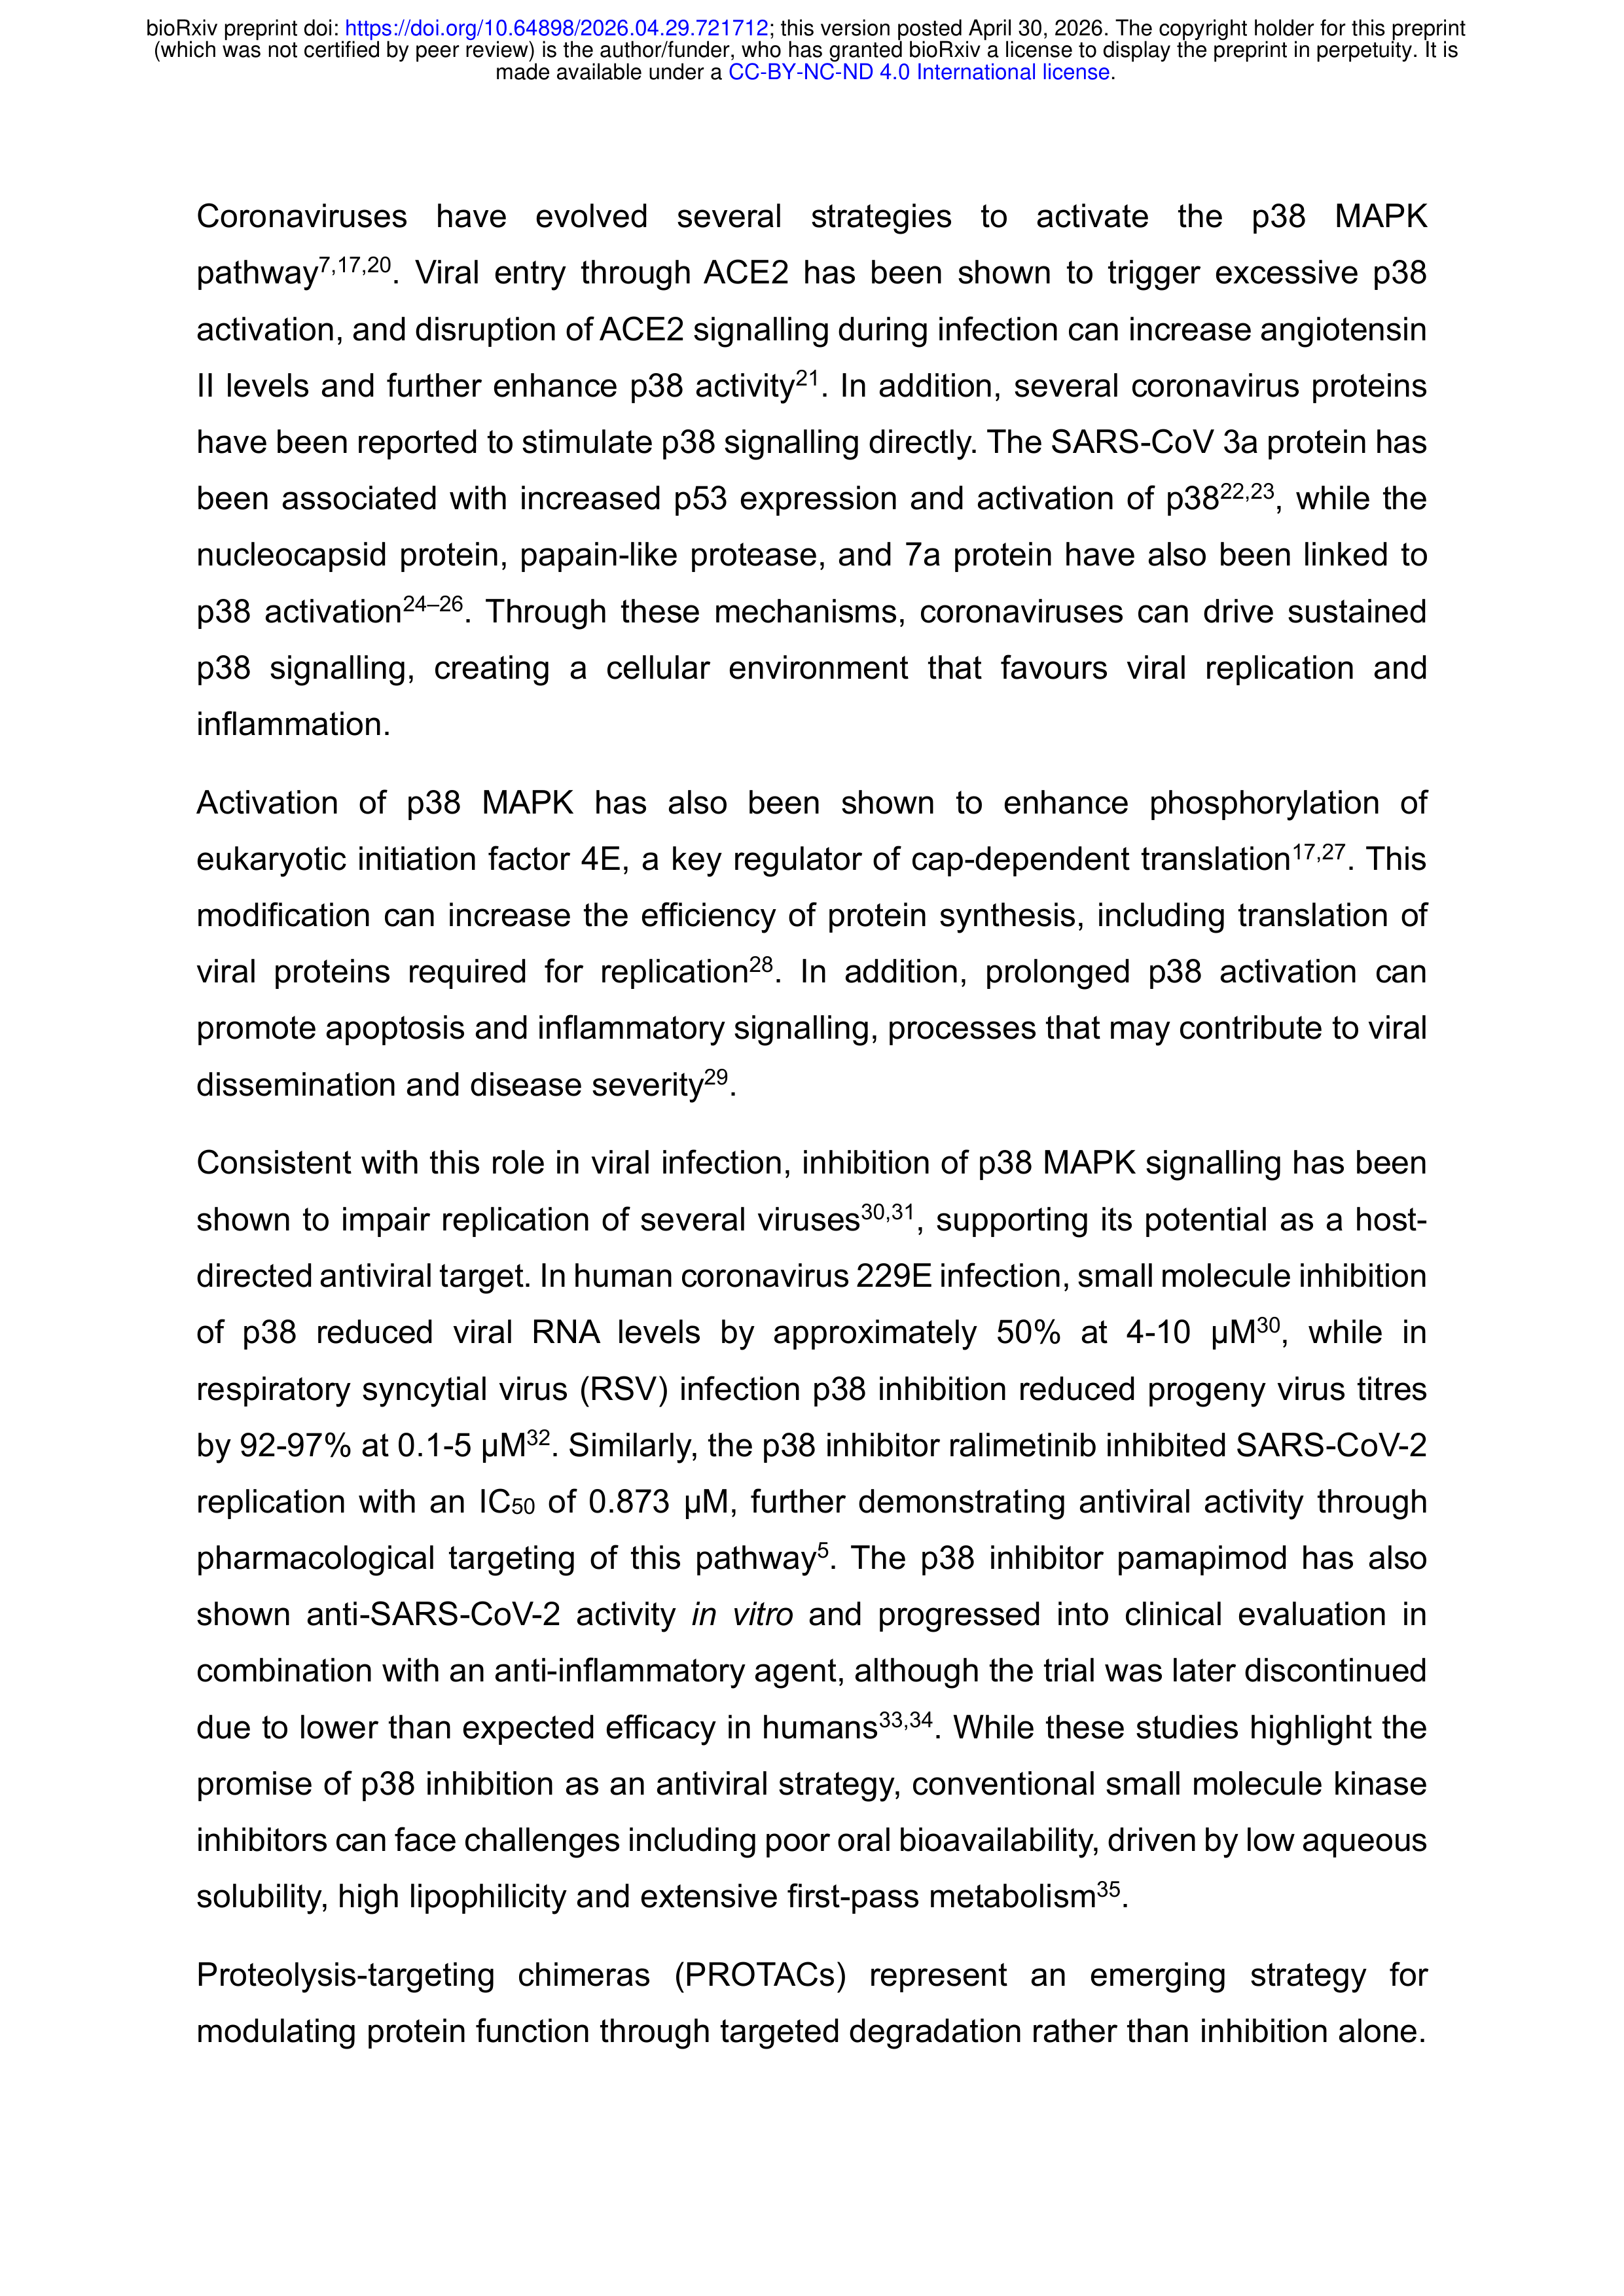 bioRxiv preprint doi: https://doi.org/10.64898/2026.04.29.721712; this version posted April 30, 2026. The copyright holder for this preprint
(which was not certified by peer review) is the author/funder, who has granted bioRxiv a license to display the preprint in perpetuity. It is
made available under a CC-BY-NC-ND 4.0 International license.
Coronaviruses have evolved several strategies to activate the p38 MAPK
pathway7,17,20. Viral entry through ACE2 has been shown to trigger excessive p38
activation, and disruption of ACE2 signalling during infection can increase angiotensin
II levels and further enhance p38 activity21. In addition, several coronavirus proteins
have been reported to stimulate p38 signalling directly. The SARS-CoV 3a protein has
been associated with increased p53 expression and activation of p3822,23, while the
nucleocapsid protein, papain-like protease, and 7a protein have also been linked to
p38 activation24–26. Through these mechanisms, coronaviruses can drive sustained
p38 signalling, creating a cellular environment that favours viral replication and
inflammation.
Activation of p38 MAPK has also been shown to enhance phosphorylation of
eukaryotic initiation factor 4E, a key regulator of cap-dependent translation17,27. This
modification can increase the efficiency of protein synthesis, including translation of
viral proteins required for replication28. In addition, prolonged p38 activation can
promote apoptosis and inflammatory signalling, processes that may contribute to viral
dissemination and disease severity29.
Consistent with this role in viral infection, inhibition of p38 MAPK signalling has been
shown to impair replication of several viruses30,31, supporting its potential as a host-
directed antiviral target. In human coronavirus 229E infection, small molecule inhibition
of p38 reduced viral RNA levels by approximately 50% at 4-10 µM30, while in
respiratory syncytial virus (RSV) infection p38 inhibition reduced progeny virus titres
by 92-97% at 0.1-5 µM32. Similarly, the p38 inhibitor ralimetinib inhibited SARS-CoV-2
replication with an IC50 of 0.873 µM, further demonstrating antiviral activity through
pharmacological targeting of this pathway5. The p38 inhibitor pamapimod has also
shown anti-SARS-CoV-2 activity in vitro and progressed into clinical evaluation in
combination with an anti-inflammatory agent, although the trial was later discontinued
due to lower than expected efficacy in humans33,34. While these studies highlight the
promise of p38 inhibition as an antiviral strategy, conventional small molecule kinase
inhibitors can face challenges including poor oral bioavailability, driven by low aqueous
solubility, high lipophilicity and extensive first-pass metabolism35.
Proteolysis-targeting chimeras (PROTACs) represent an emerging strategy for
modulating protein function through targeted degradation rather than inhibition alone.